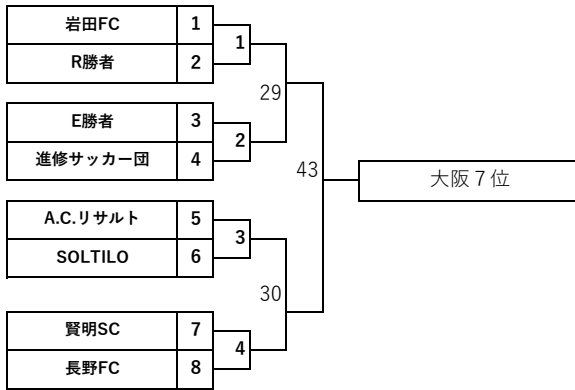 岩田FC 1
R勝者 2
1
29
E勝者 3
進修サッカー団 4
2
43
大阪７位
A.C.リサルト 5
SOLTILO 6
3
30
賢明SC 7
長野FC 8
4